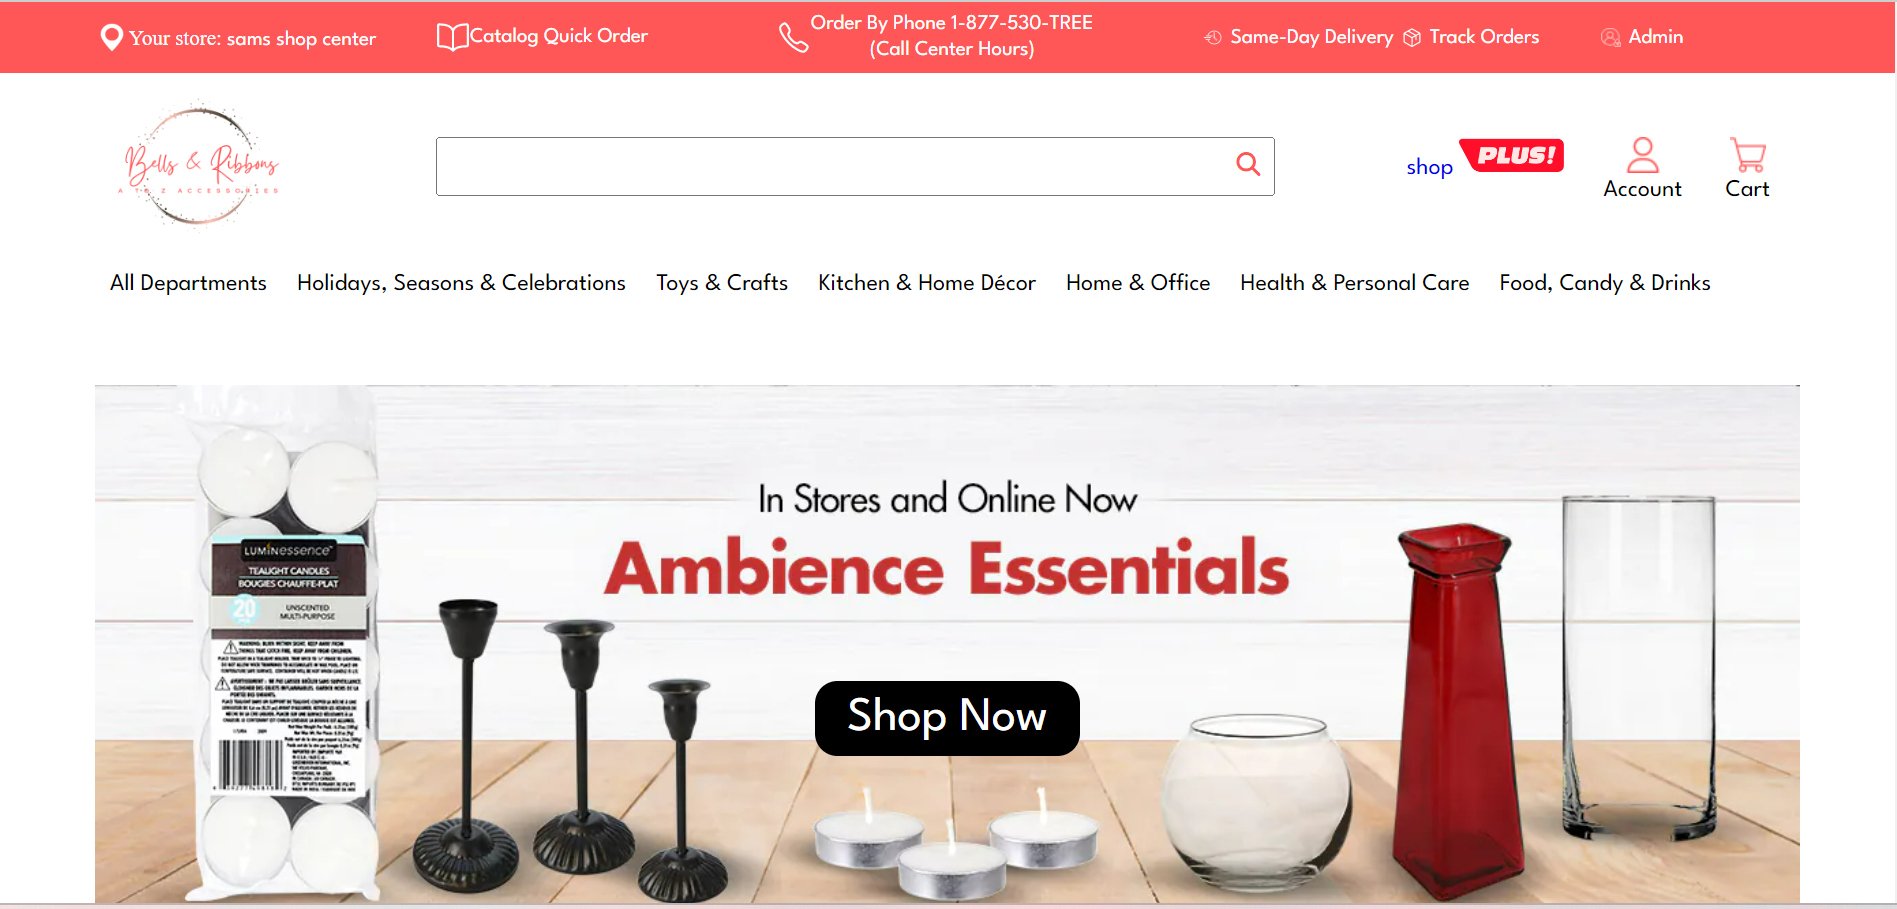 Your store: sams shop center
Catalog Quick Order
Order By Phone 1-877-530-TREE
(Call Center Hours)
Same-Day Delivery
Track Orders
Admin
Bells & Ribbons
A TO Z ACCESSORIES
shop PLUS!
Account
Cart
All Departments
Holidays, Seasons & Celebrations
Toys & Crafts
Kitchen & Home Décor
Home & Office
Health & Personal Care
Food, Candy & Drinks
In Stores and Online Now
Ambience Essentials
Shop Now
LUMINessence™
TEALIGHT CANDLES
BOUGIES CHAUFFE-PLAT
20
UNSCENTED
MULTI-PURPOSE